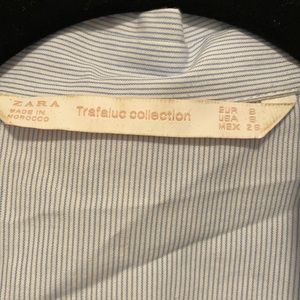 ZARA
MADE IN
MOROCCO
Trafaluc collection
EUR S
USA S
MEX 26